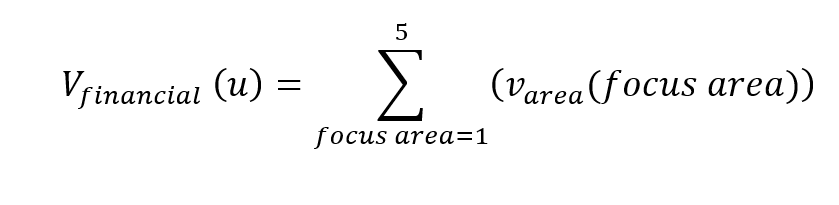 V_financial (u) = ∑_{focus area=1}^{5} (v_area(focus area))